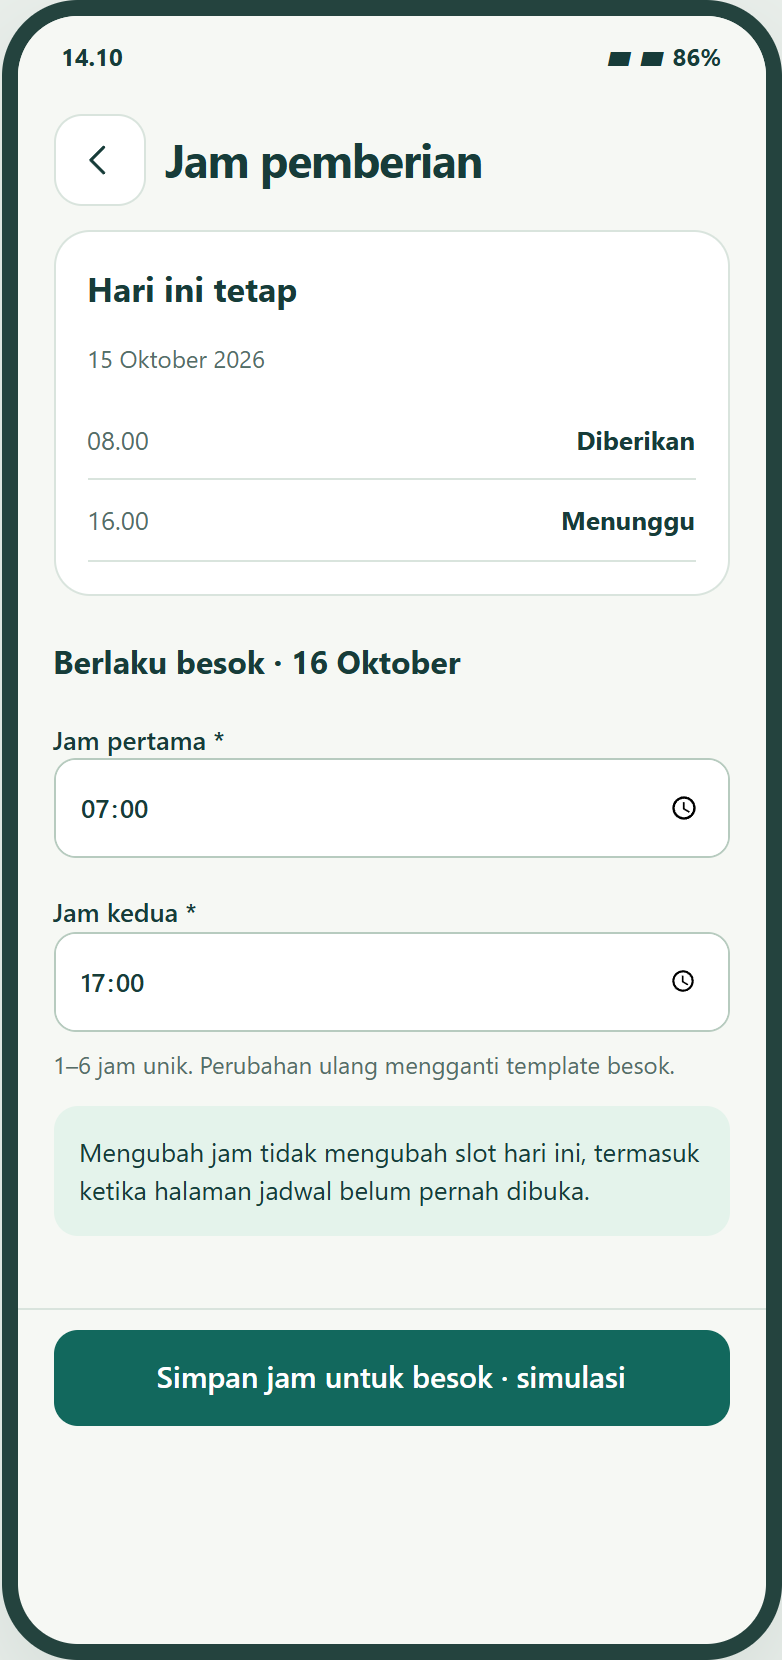 14.10
86%
Jam pemberian
Hari ini tetap
15 Oktober 2026
08.00 Diberikan
16.00 Menunggu
Berlaku besok · 16 Oktober
Jam pertama *
07:00
Jam kedua *
17:00
1–6 jam unik. Perubahan ulang mengganti template besok.
Mengubah jam tidak mengubah slot hari ini, termasuk
ketika halaman jadwal belum pernah dibuka.
Simpan jam untuk besok · simulasi